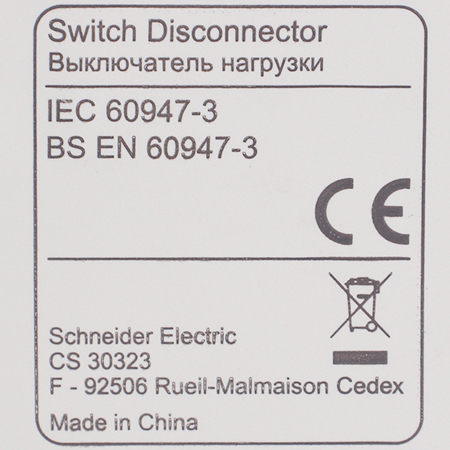 Switch Disconnector
Выключатель нагрузки
IEC 60947-3
BS EN 60947-3
CE
Schneider Electric
CS 30323
F - 92506 Rueil-Malmaison Cedex
Made in China